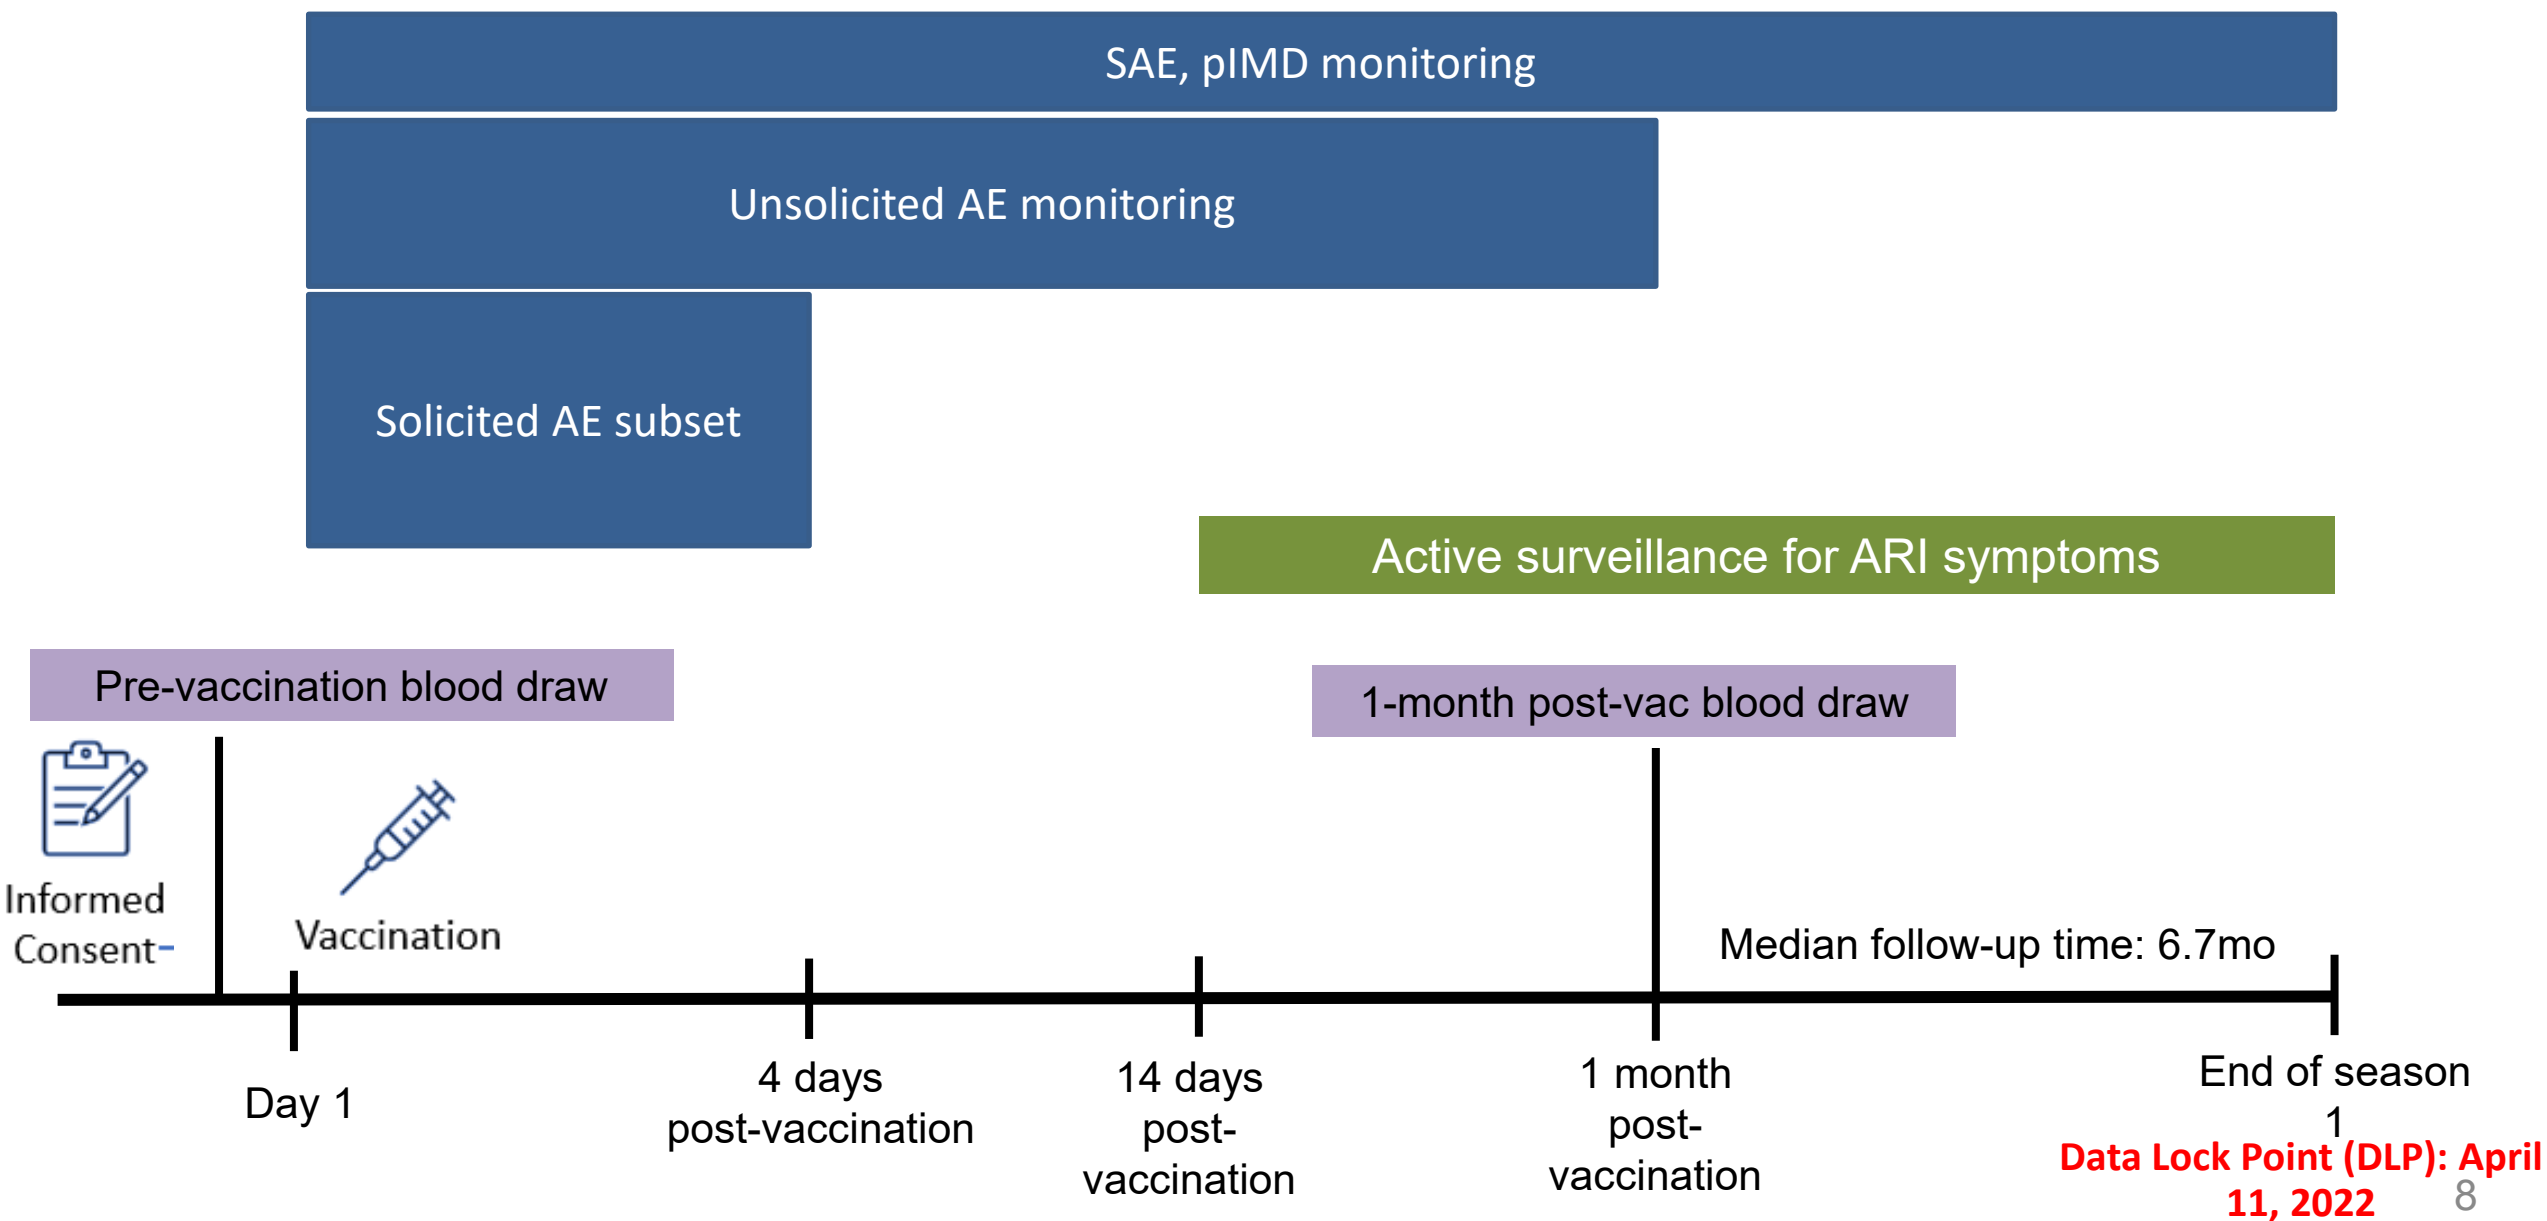 SAE, pIMD monitoring
Unsolicited AE monitoring
Solicited AE subset
Active surveillance for ARI symptoms
Pre-vaccination blood draw
1-month post-vac blood draw
Informed
Consent-
Vaccination
Median follow-up time: 6.7mo
Day 1
4 days
post-vaccination
14 days
post-
vaccination
1 month
post-
vaccination
End of season
1
Data Lock Point (DLP): April
11, 2022
8